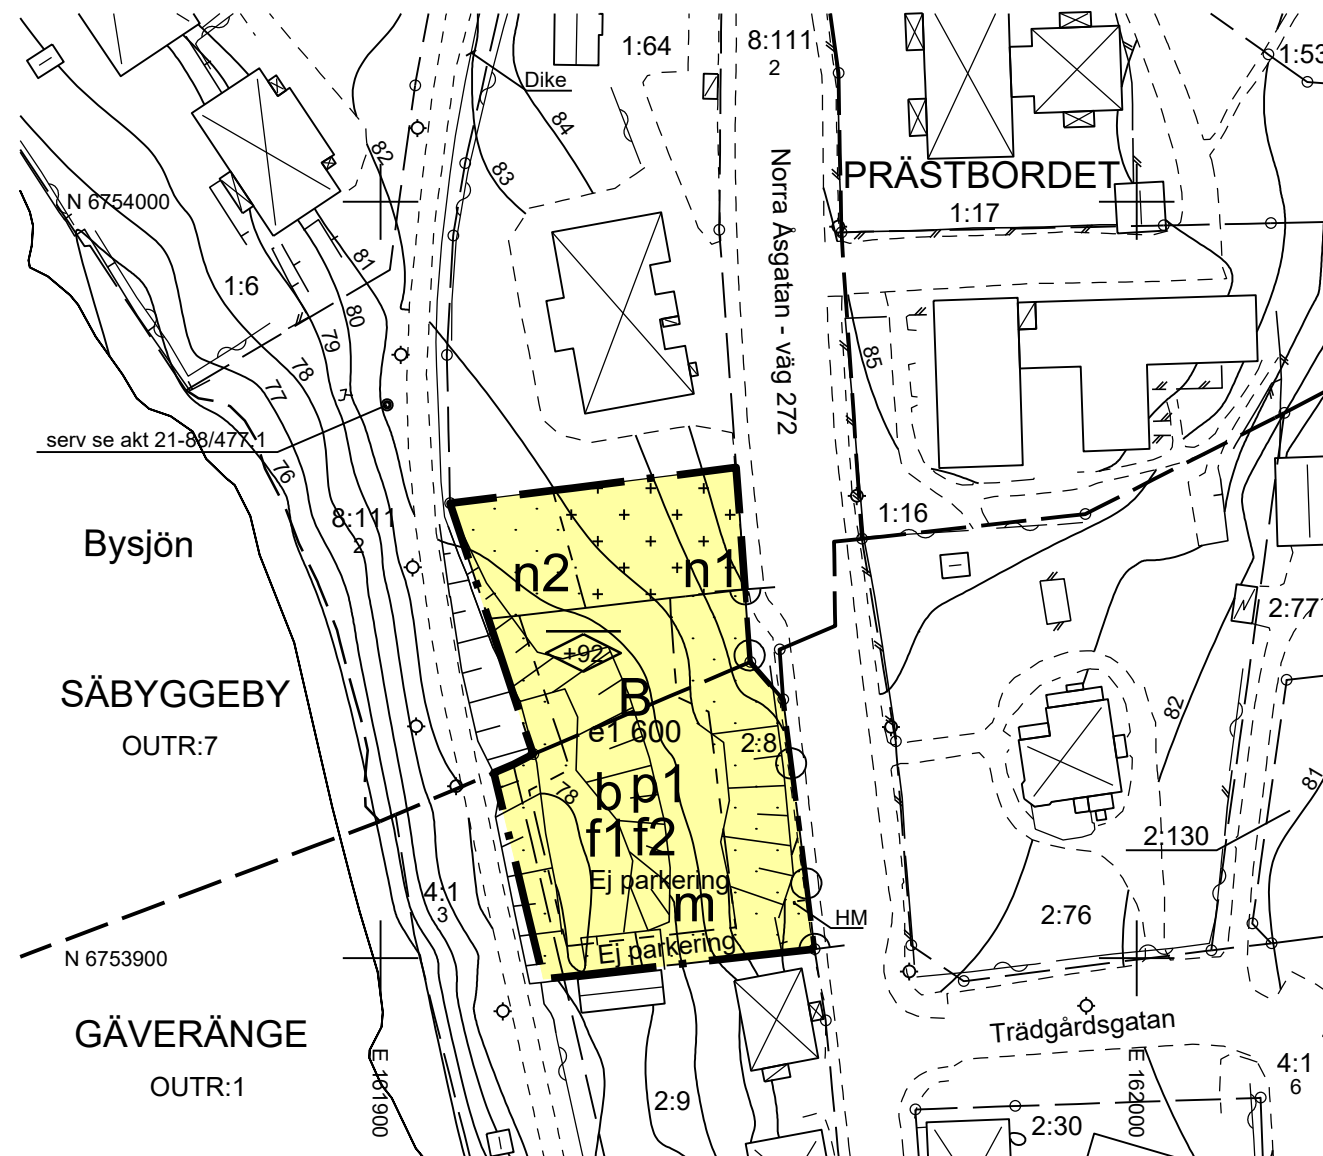 1:64
8:111
2
1:53
Dike
84
83
82
N 6754000
PRÄSTBORDET
1:17
Norra Åsgatan - väg 272
81
1:6
80
79
78
77
85
serv se akt 21-88/477.1
76
8:111
2
1:16
Bysjön
n2
n1
2:77
+92
SÄBYGGEBY
OUTR:7
B
e1 600
2:8
82
81
78
b p1
f1 f2
2:130
Ej parkering
m
4:1
3
HM
2:76
N 6753900
Ej parkering
GÄVERÄNGE
OUTR:1
Trädgårdsgatan
E 161900
E 162000
4:1
6
2:9
2:30